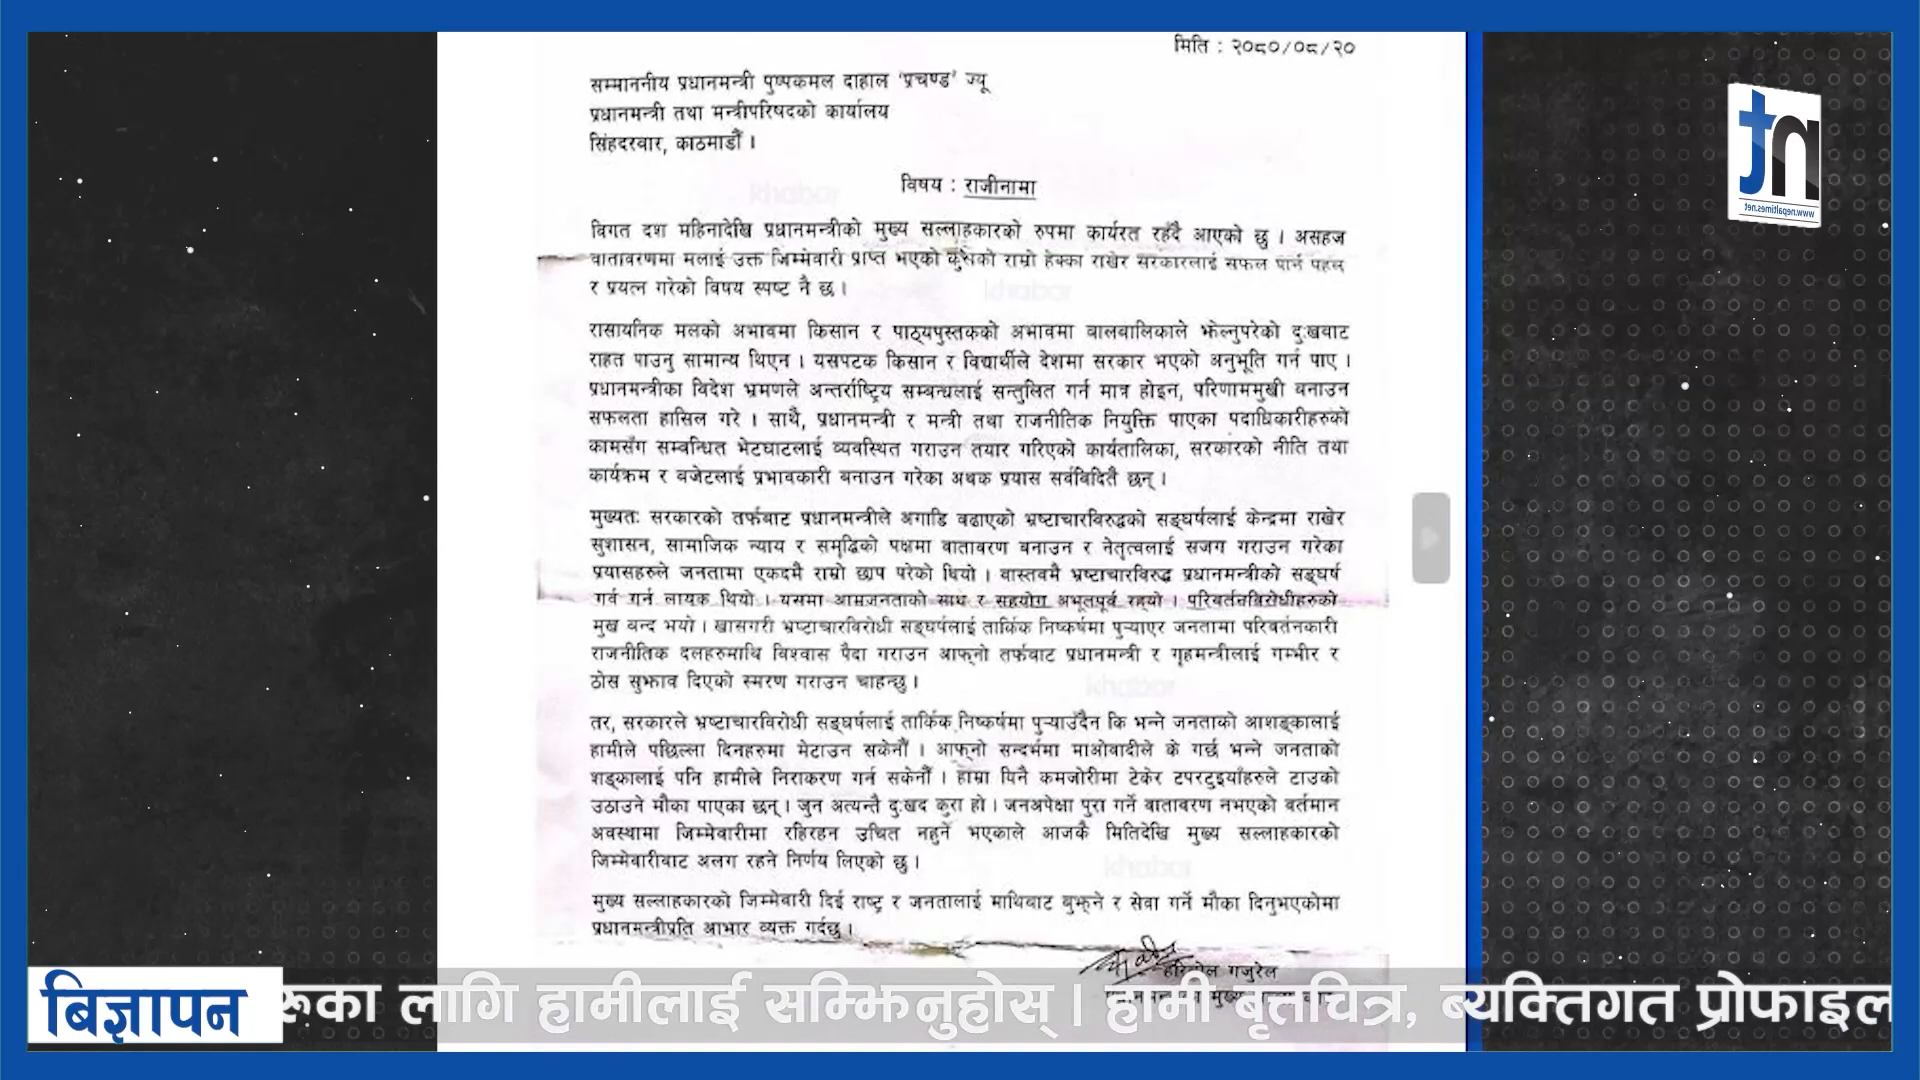 मिति : २०८०/०८/२०
सम्माननीय प्रधानमन्त्री पुष्पकमल दाहाल 'प्रचण्ड' ज्यू
प्रधानमन्त्री तथा मन्त्रीपरिषदको कार्यालय
सिंहदरवार, काठमाडौं ।
विषय : राजीनामा
विगत दश महिनादेखि प्रधानमन्त्रीको मुख्य सल्लाहकारको रुपमा कार्यरत रहँदै आएको छु । असहज
वातावरणमा मलाई उक्त जिम्मेवारी प्राप्त भएको कुराको राम्रो हेक्का राखेर सरकारलाई सफल पार्न पहल
र प्रयत्न गरेको विषय स्पष्ट नै छ ।
रासायनिक मलको अभावमा किसान र पाठ्यपुस्तकको अभावमा बालबालिकाले झेल्नुपरेको दुःखबाट
राहत पाउनु सामान्य थिएन । यसपटक किसान र विद्यार्थीले देशमा सरकार भएको अनुभूति गर्न पाए ।
प्रधानमन्त्रीका विदेश भ्रमणले अन्तर्राष्ट्रिय सम्बन्धलाई सन्तुलित गर्न मात्र होइन, परिणाममुखी बनाउन
सफलता हासिल गरे । साथै, प्रधानमन्त्री र मन्त्री तथा राजनीतिक नियुक्ति पाएका पदाधिकारीहरुको
कामसँग सम्बन्धित भेटघाटलाई व्यवस्थित गराउन तयार गरिएको कार्यतालिका, सरकारको नीति तथा
कार्यक्रम र बजेटलाई प्रभावकारी बनाउन गरेका अथक प्रयास सर्वविदितै छन् ।
मुख्यतः सरकारको तर्फबाट प्रधानमन्त्रीले अगाडि बढाएको भ्रष्टाचारविरुद्धको सङ्घर्षलाई केन्द्रमा राखेर
सुशासन, सामाजिक न्याय र समृद्धिको पक्षमा वातावरण बनाउन र नेतृत्वलाई सजग गराउन गरेका
प्रयासहरुले जनतामा एकदमै राम्रो छाप परेको थियो । वास्तवमै भ्रष्टाचारविरुद्ध प्रधानमन्त्रीको सङ्घर्ष
गर्व गर्न लायक थियो । यसमा आमजनताको साथ र सहयोग अभूतपूर्व रह्यो । परिवर्तनविरोधीहरुको
मुख बन्द भयो । खासगरी भ्रष्टाचारविरोधी सङ्घर्षलाई तार्किक निष्कर्षमा पुऱ्याएर जनतामा परिवर्तनकारी
राजनीतिक दलहरुमाथि विश्वास पैदा गराउन आफ्नो तर्फबाट प्रधानमन्त्री र गृहमन्त्रीलाई गम्भीर र
ठोस सुझाव दिएको स्मरण गराउन चाहन्छु ।
तर, सरकारले भ्रष्टाचारविरोधी सङ्घर्षलाई तार्किक निष्कर्षमा पुऱ्याउँदैन कि भन्ने जनताको आशङ्कालाई
हामीले पछिल्ला दिनहरुमा मेटाउन सकेनौं । आफ्नो सन्दर्भमा माओवादीले के गर्छ भन्ने जनताको
शङ्कालाई पनि हामीले निराकरण गर्न सकेनौं । हाम्रा यिनै कमजोरीमा टेकेर टपरटुइयाँहरुले टाउको
उठाउने मौका पाएका छन् । जुन अत्यन्तै दुःखद कुरा हो । जनअपेक्षा पुरा गर्ने वातावरण नभएको वर्तमान
अवस्थामा जिम्मेवारीमा रहिरहन उचित नहुने भएकाले आजकै मितिदेखि मुख्य सल्लाहकारको
जिम्मेवारीबाट अलग रहने निर्णय लिएको छु ।
मुख्य सल्लाहकारको जिम्मेवारी दिई राष्ट्र र जनतालाई माथिबाट बुझ्ने र सेवा गर्ने मौका दिनुभएकोमा
प्रधानमन्त्रीप्रति आभार व्यक्त गर्दछु ।
गजुरेल
मुख्य
विज्ञापन
रूका लागि हामीलाई सम्झिनुहोस् । हामी बृतचित्र, ब्यक्तिगत प्रोफाइल
www.nepaltimes.net
khabar
khabar
khabar
khabar